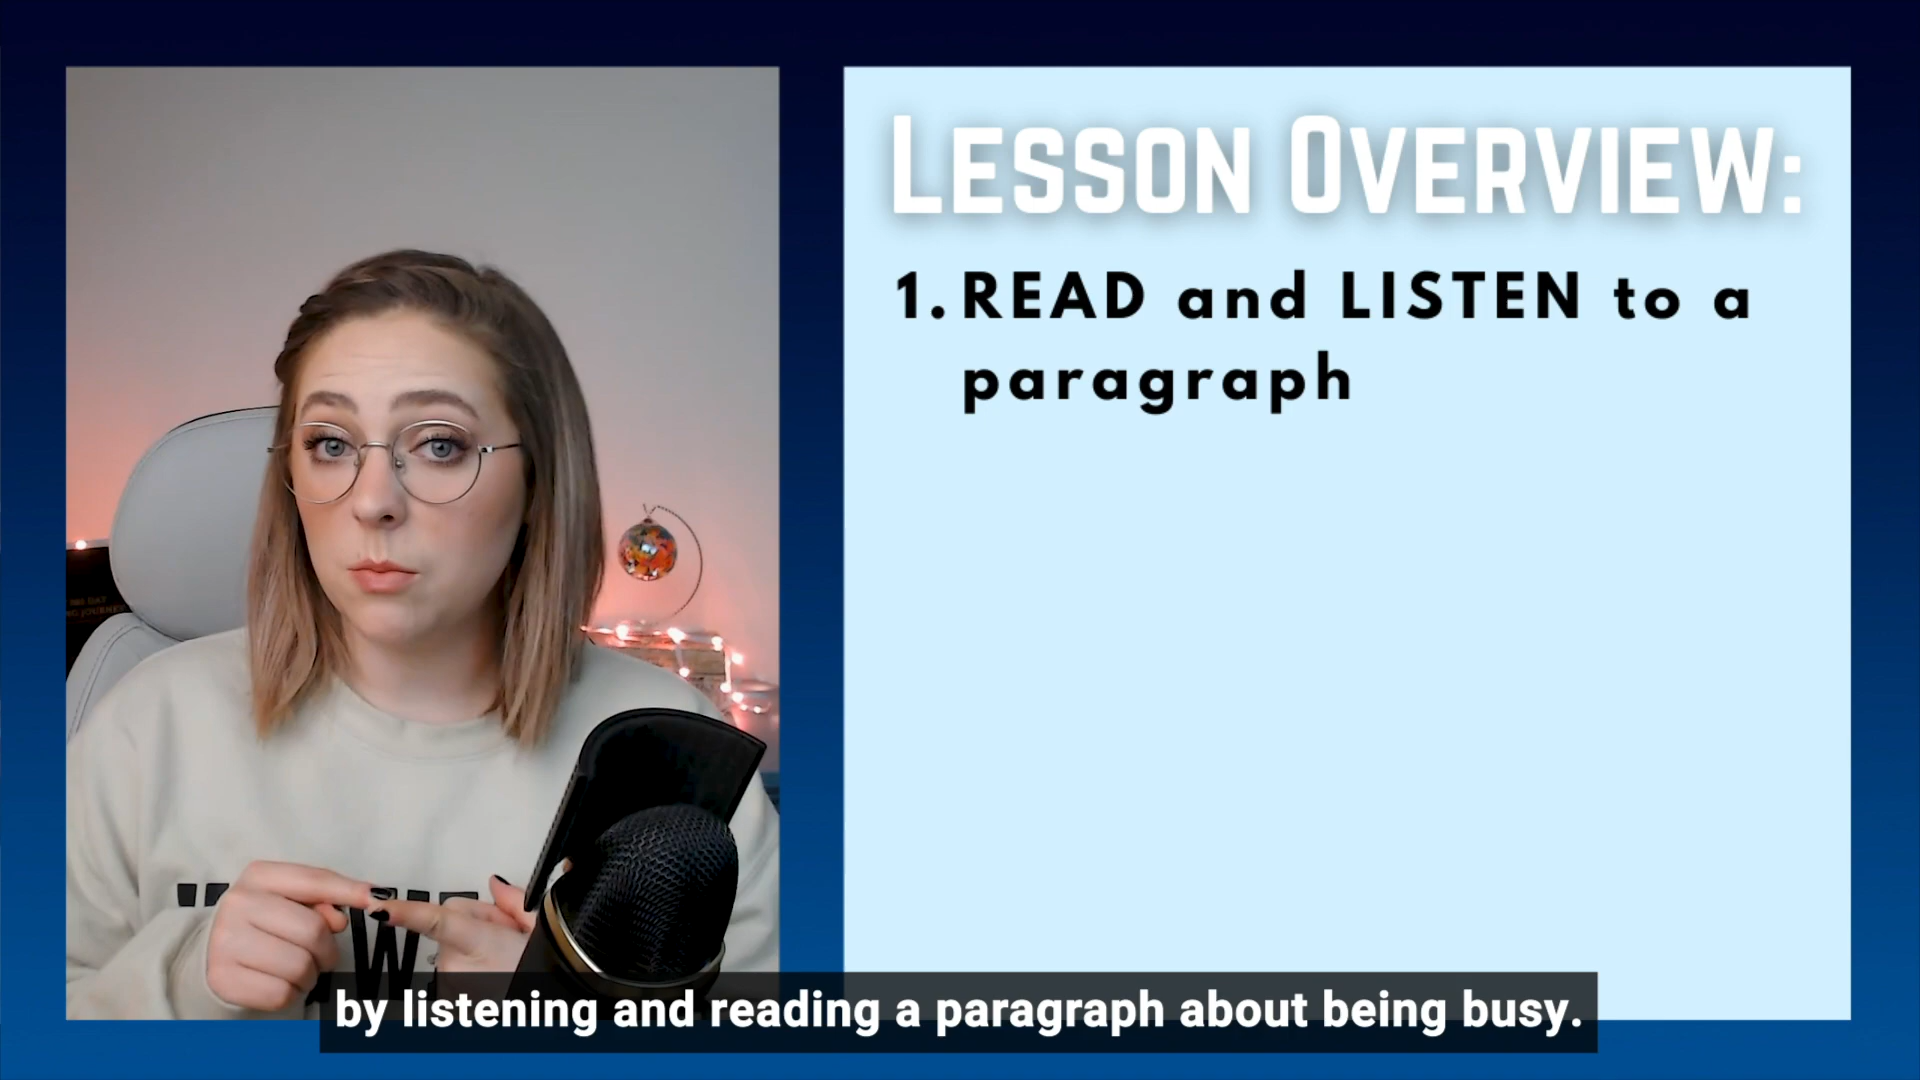 LESSON OVERVIEW:
1. READ and LISTEN to a
paragraph
by listening and reading a paragraph about being busy.